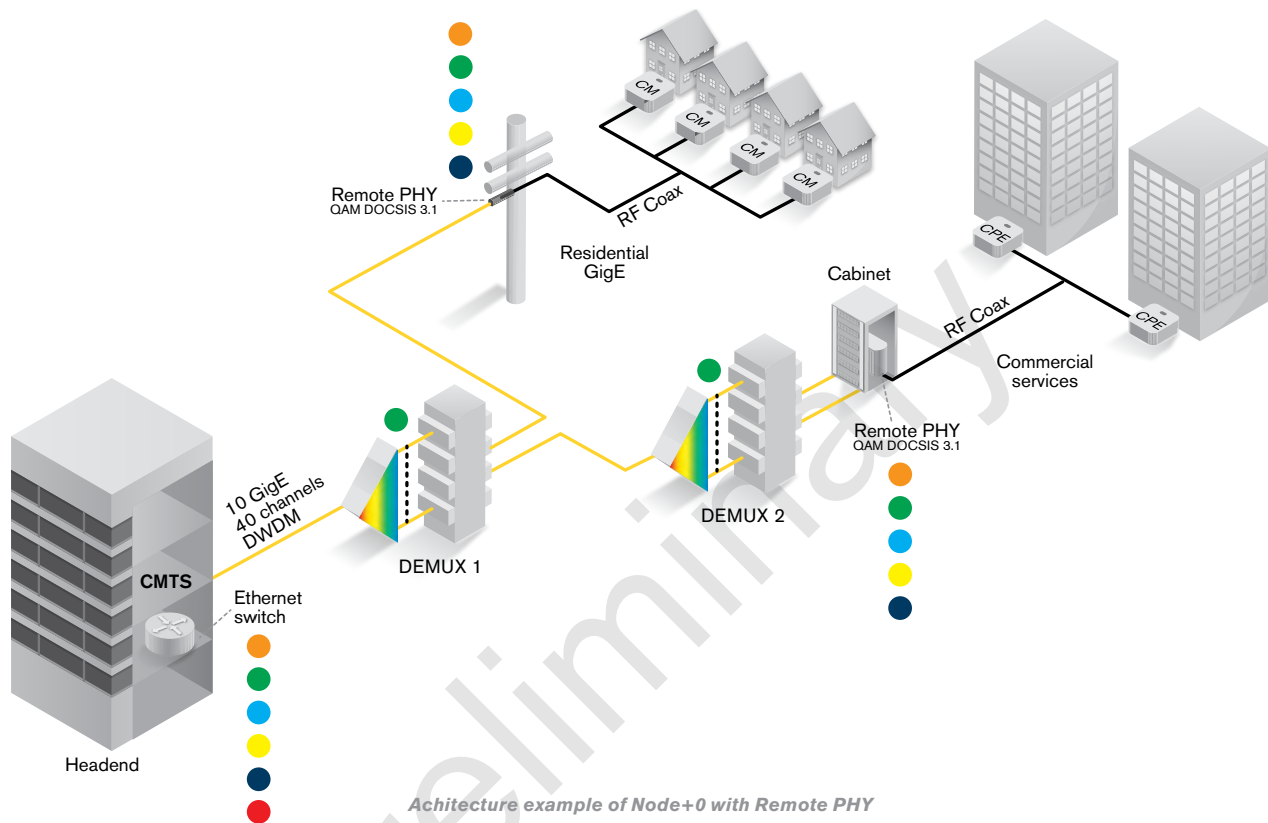 CM
CM
CM
CM
Remote PHY
QAM DOCSIS 3.1
RF Coax
Residential
GigE
CPE
CPE
Cabinet
RF Coax
Commercial
services
Remote PHY
QAM DOCSIS 3.1
10 GigE
40 channels
DWDM
DEMUX 1
DEMUX 2
CMTS
Ethernet
switch
Headend
Achitecture example of Node+0 with Remote PHY
eliminary